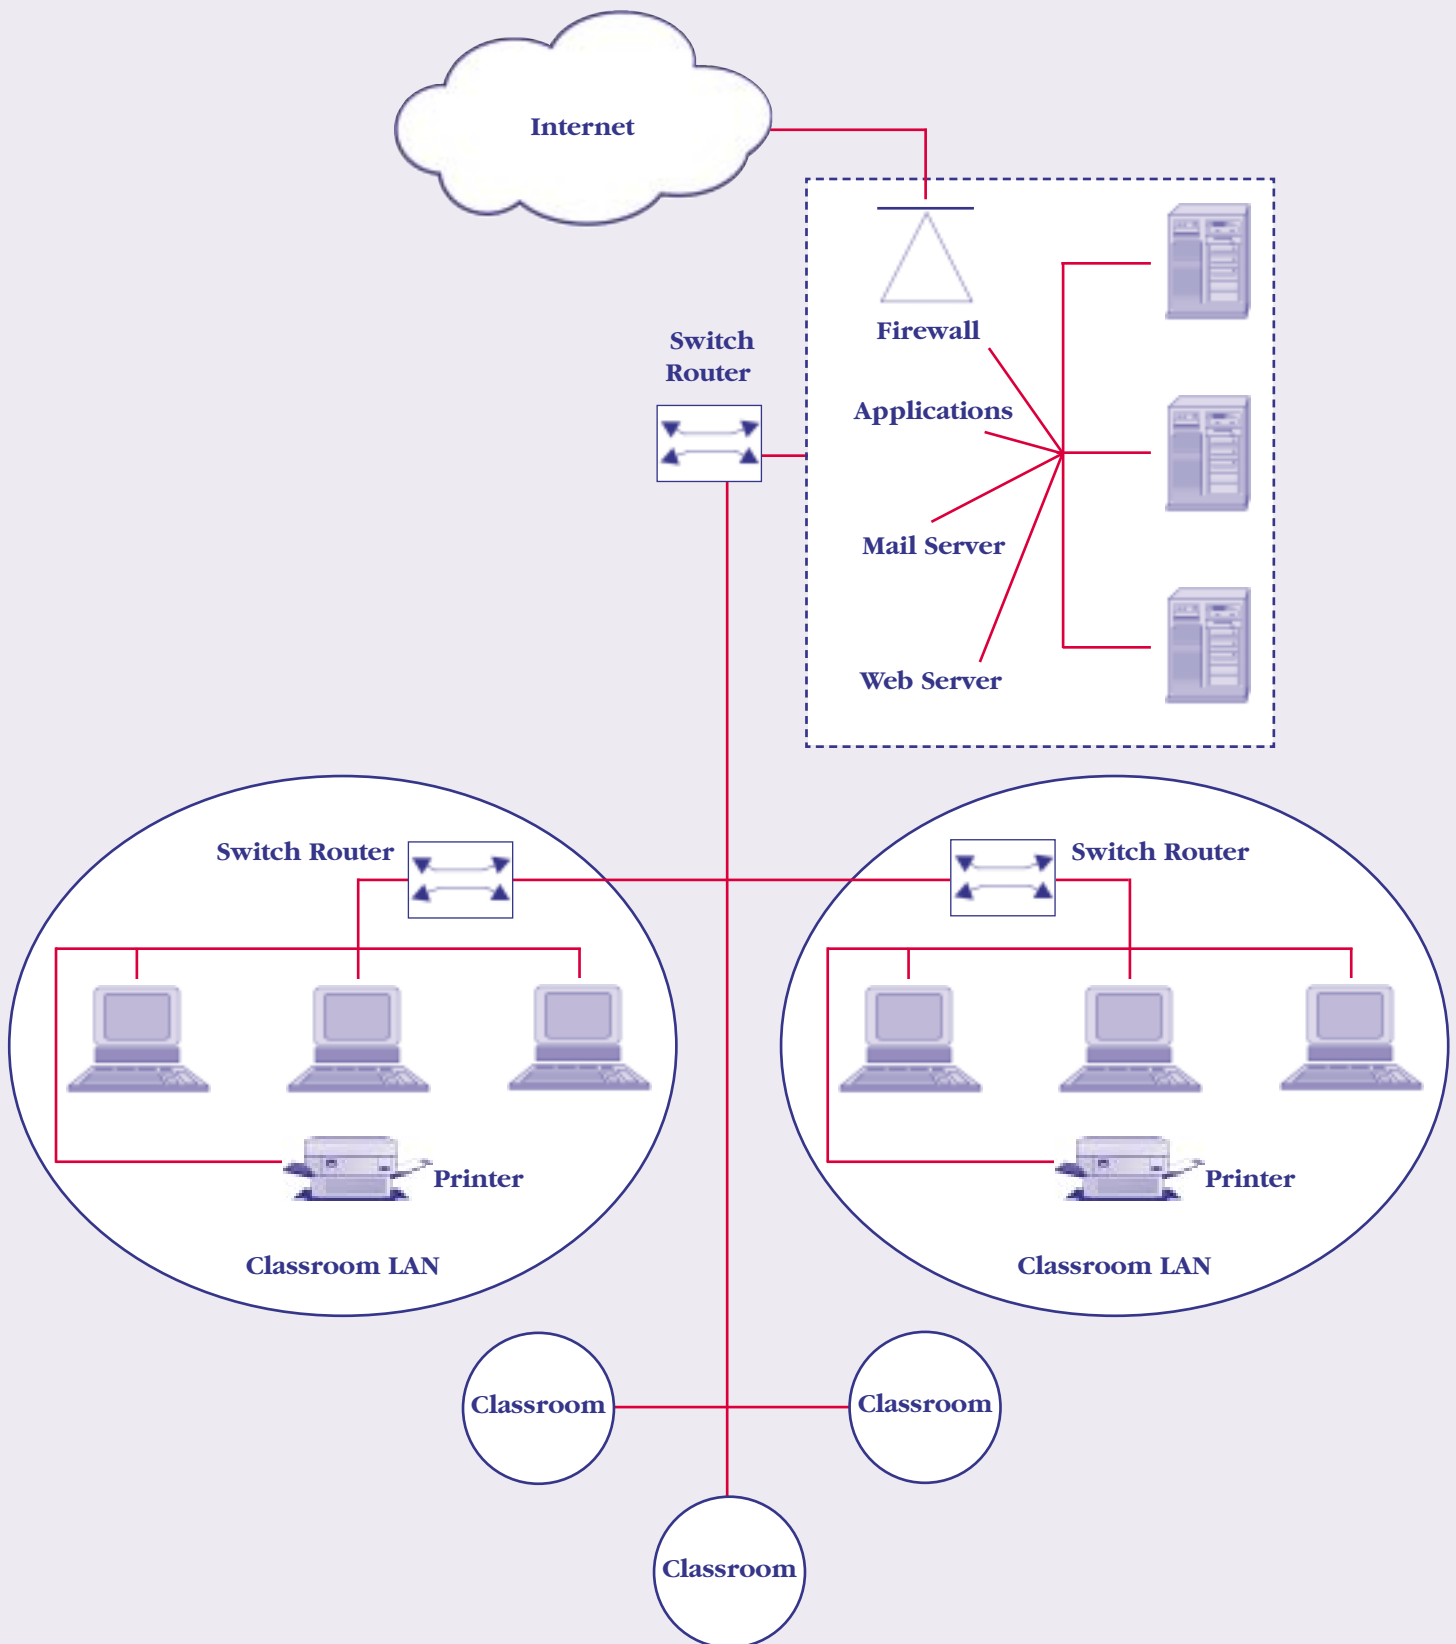 Internet
Firewall
Switch
Router
Applications
Mail Server
Web Server
Switch Router
Switch Router
Printer
Printer
Classroom LAN
Classroom LAN
Classroom
Classroom
Classroom